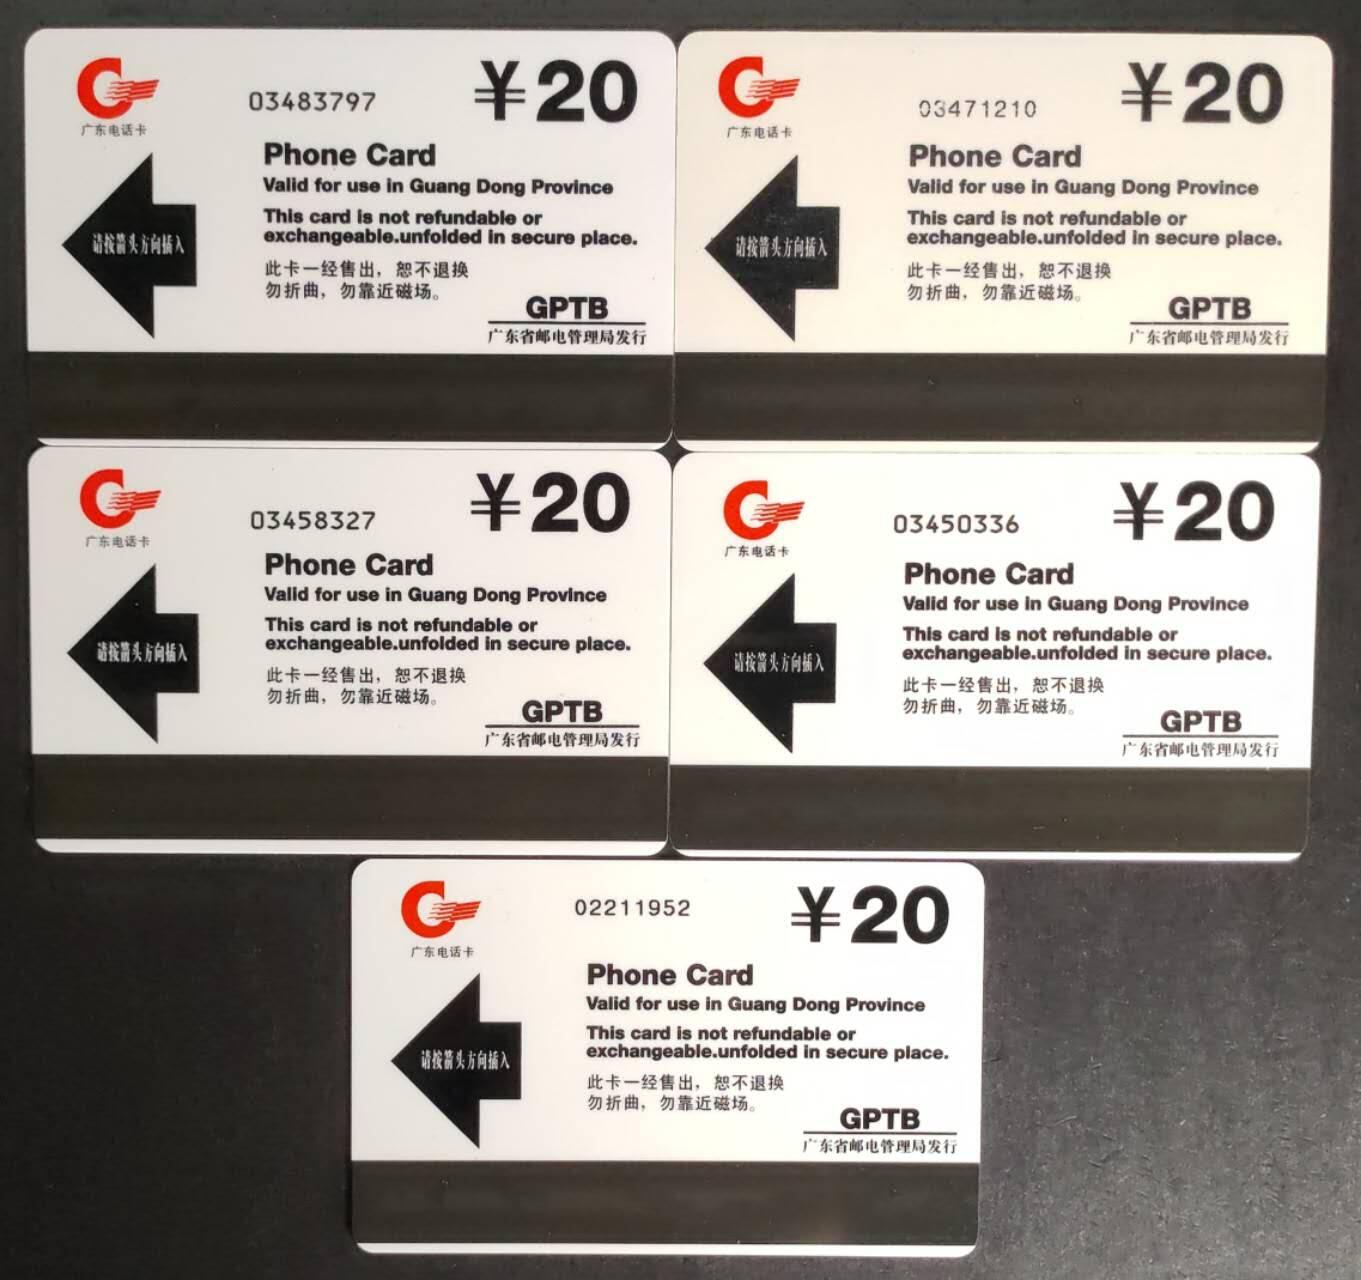 03483797
¥20
广东电话卡
Phone Card
Valid for use in Guang Dong Province
This card is not refundable or
exchangeable.unfolded in secure place.
请按箭头方向插入
此卡一经售出，恕不退换
勿折曲，勿靠近磁场。
GPTB
广东省邮电管理局发行
03471210
¥20
广东电话卡
Phone Card
Valid for use in Guang Dong Province
This card is not refundable or
exchangeable.unfolded in secure place.
请按箭头方向插入
此卡一经售出，恕不退换
勿折曲，勿靠近磁场。
GPTB
广东省邮电管理局发行
03458327
¥20
广东电话卡
Phone Card
Valid for use in Guang Dong Province
This card is not refundable or
exchangeable.unfolded in secure place.
请按箭头方向插入
此卡一经售出，恕不退换
勿折曲，勿靠近磁场。
GPTB
广东省邮电管理局发行
03450336
¥20
广东电话卡
Phone Card
Valid for use in Guang Dong Province
This card is not refundable or
exchangeable.unfolded in secure place.
请按箭头方向插入
此卡一经售出，恕不退换
勿折曲，勿靠近磁场。
GPTB
广东省邮电管理局发行
02211952
¥20
广东电话卡
Phone Card
Valid for use in Guang Dong Province
This card is not refundable or
exchangeable.unfolded in secure place.
请按箭头方向插入
此卡一经售出，恕不退换
勿折曲，勿靠近磁场。
GPTB
广东省邮电管理局发行